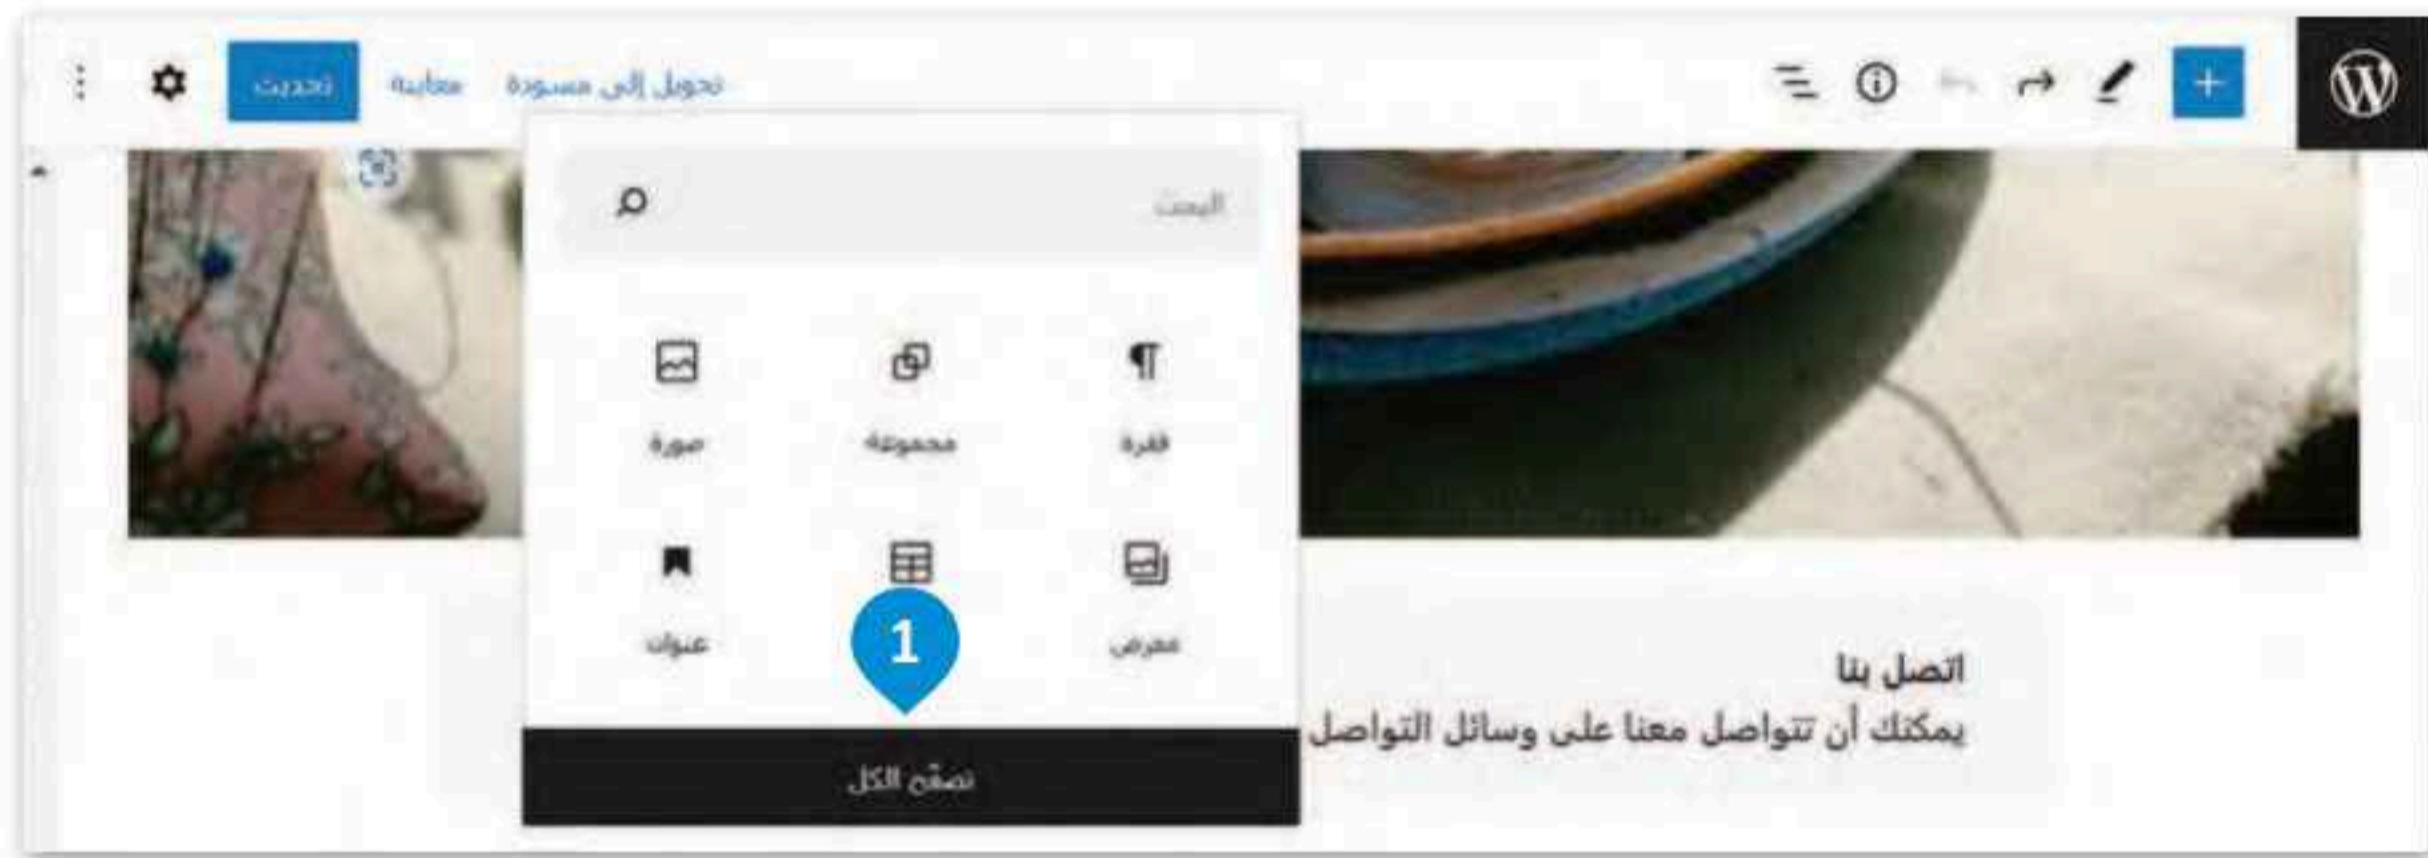 تحويل إلى مسودة معاينة تحديث
البحث
فقرة مجموعة صورة
معرض عنوان
1
تصفّح الكل
اتصل بنا
يمكنك أن تتواصل معنا على وسائل التواصل